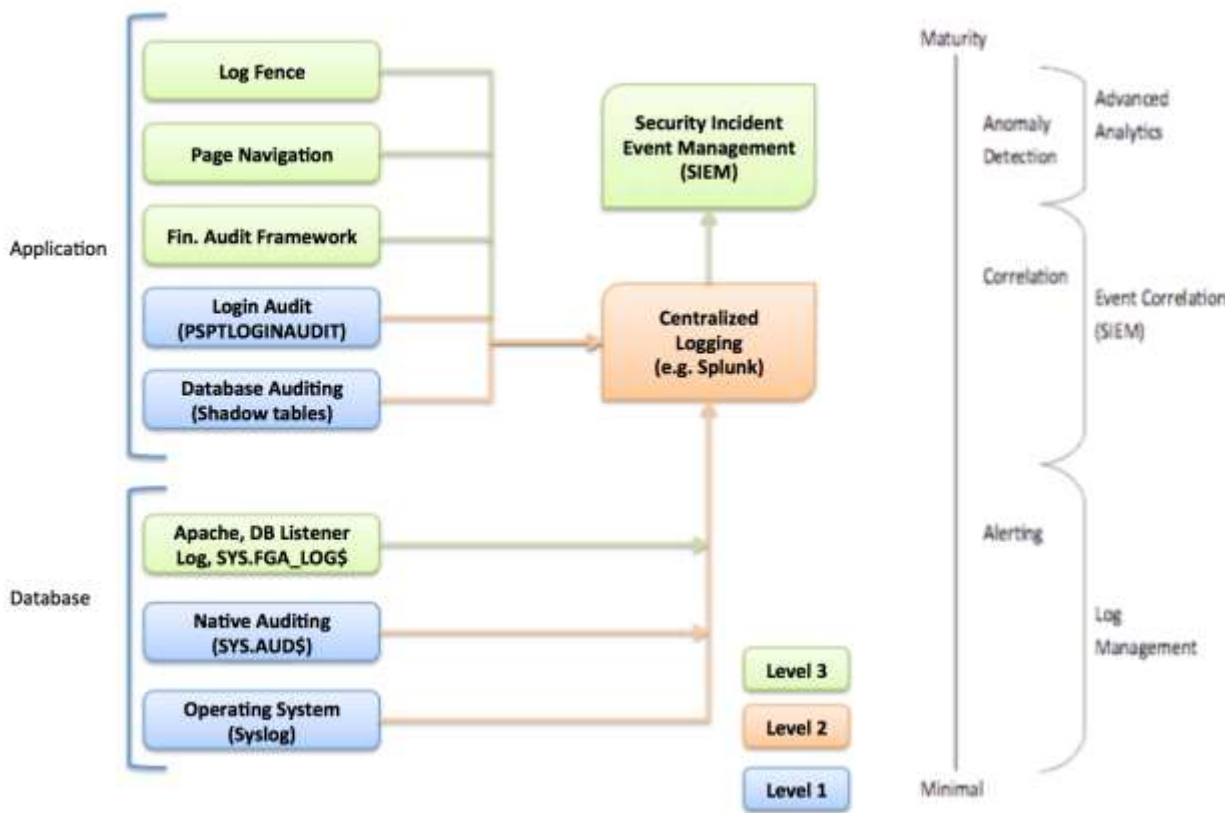 Application
Log Fence
Page Navigation
Fin. Audit Framework
Login Audit
(PSPTLOGINAUDIT)
Database Auditing
(Shadow tables)
Database
Apache, DB Listener
Log, SYS.FGA_LOG$
Native Auditing
(SYS.AUD$)
Operating System
(Syslog)
Security Incident
Event Management
(SIEM)
Centralized
Logging
(e.g. Splunk)
Level 3
Level 2
Level 1
Maturity
Anomaly
Detection
Correlation
Alerting
Minimal
Advanced
Analytics
Event Correlation
(SIEM)
Log
Management